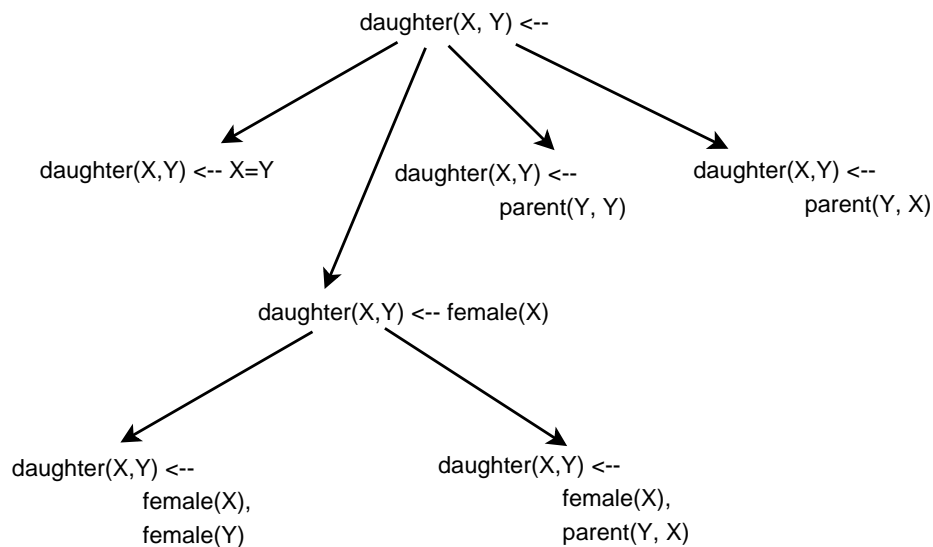 daughter(X, Y) <--
daughter(X,Y) <-- X=Y
daughter(X,Y) <--
parent(Y, Y)
daughter(X,Y) <--
parent(Y, X)
daughter(X,Y) <-- female(X)
daughter(X,Y) <--
female(X),
female(Y)
daughter(X,Y) <--
female(X),
parent(Y, X)